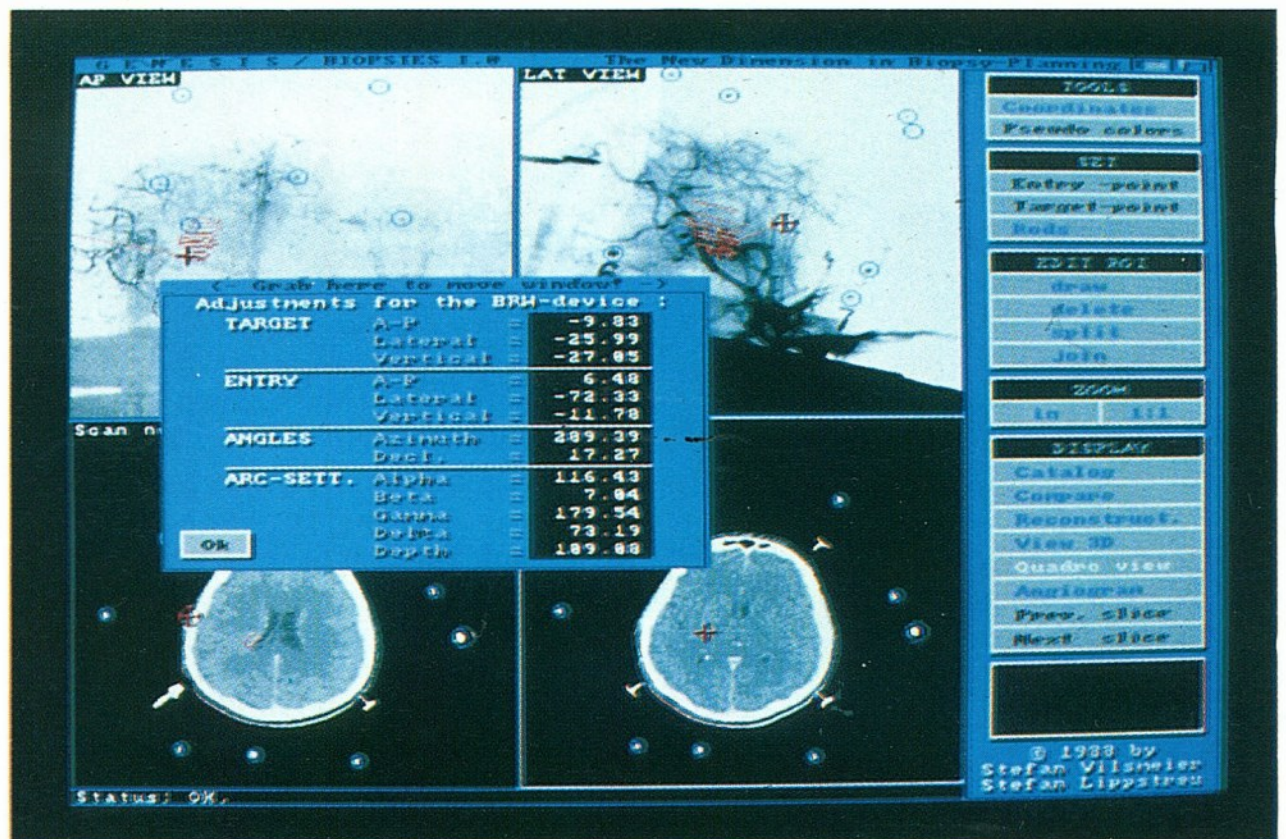 GENESIS / BIOPSIES 1.0 The New Dimension in Biopsy-Planning
AP VIEW
LAT VIEW
<- Grab here to move window! ->
Adjustments for the BRW-device :
TARGET A-P = -9.83
Lateral = -25.99
Vertical = -27.05
ENTRY A-P = 6.48
Lateral = -72.33
Vertical = -11.78
ANGLES Azimuth = 289.39
Decl. = 17.27
ARC-SETT. Alpha = 116.43
Beta = 7.04
Gamma = 179.54
Delta = 73.19
Depth = 189.08
Ok
Scan n
Status: OK.
TOOLS
Coordinates
Pseudo colors
SET
Entry -point
Target-point
Rods
EDIT ROI
draw
delete
split
join
ZOOM
in 1:1
DISPLAY
Catalog
Compare
Reconstruct.
View 3D
Quadro view
Angiogram
Prev. slice
Next slice
© 1988 by
Stefan Vilsmeier
Stefan Lippstreu